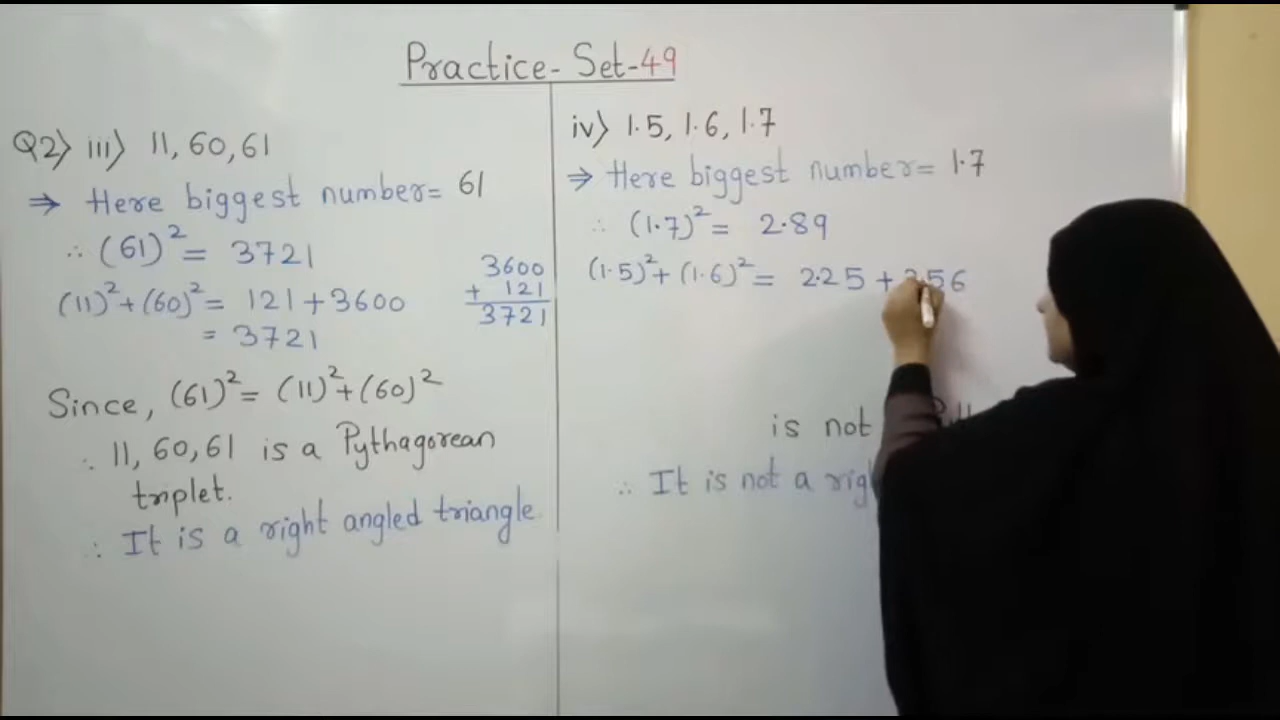 Practice- Set-49
Q2) iii) 11, 60, 61
⇒ Here biggest number= 61
∴ (61)² = 3721
(11)²+(60)² = 121+3600
= 3721
3600
+ 121
3721
Since, (61)² = (11)²+(60)²
∴ 11, 60, 61 is a Pythagorean
triplet.
∴ It is a right angled triangle
iv) 1.5, 1.6, 1.7
⇒ Here biggest number= 1.7
∴ (1.7)² = 2.89
(1.5)²+(1.6)² = 2.25 + 2.56
is not
∴ It is not a